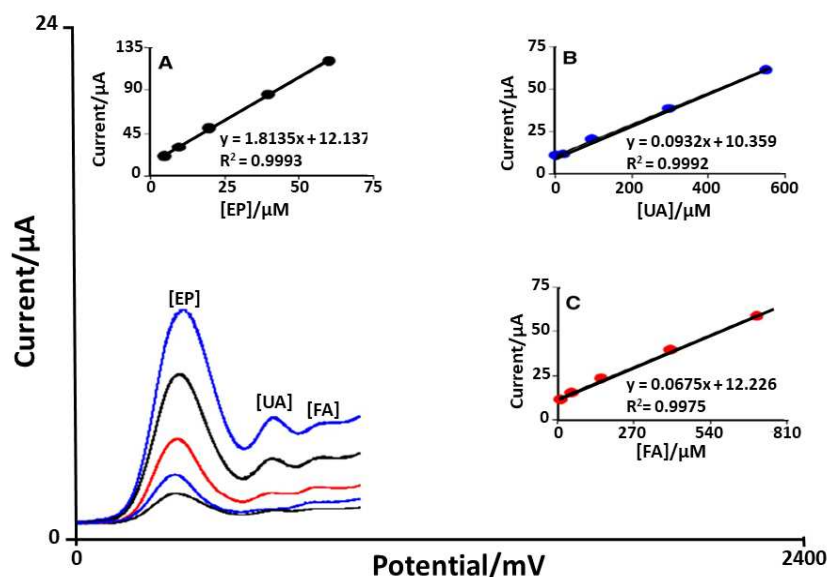 24
Current/µA
0
0
Potential/mV
2400
[EP]
[UA]
[FA]
A
135
90
45
0
Current/µA
y = 1.8135x + 12.137
R² = 0.9993
0
25
50
75
[EP]/µM
B
75
50
25
0
Current/µA
y = 0.0932x + 10.359
R² = 0.9992
0
200
400
600
[UA]/µM
C
75
50
25
0
Current/µA
y = 0.0675x + 12.226
R² = 0.9975
0
270
540
810
[FA]/µM